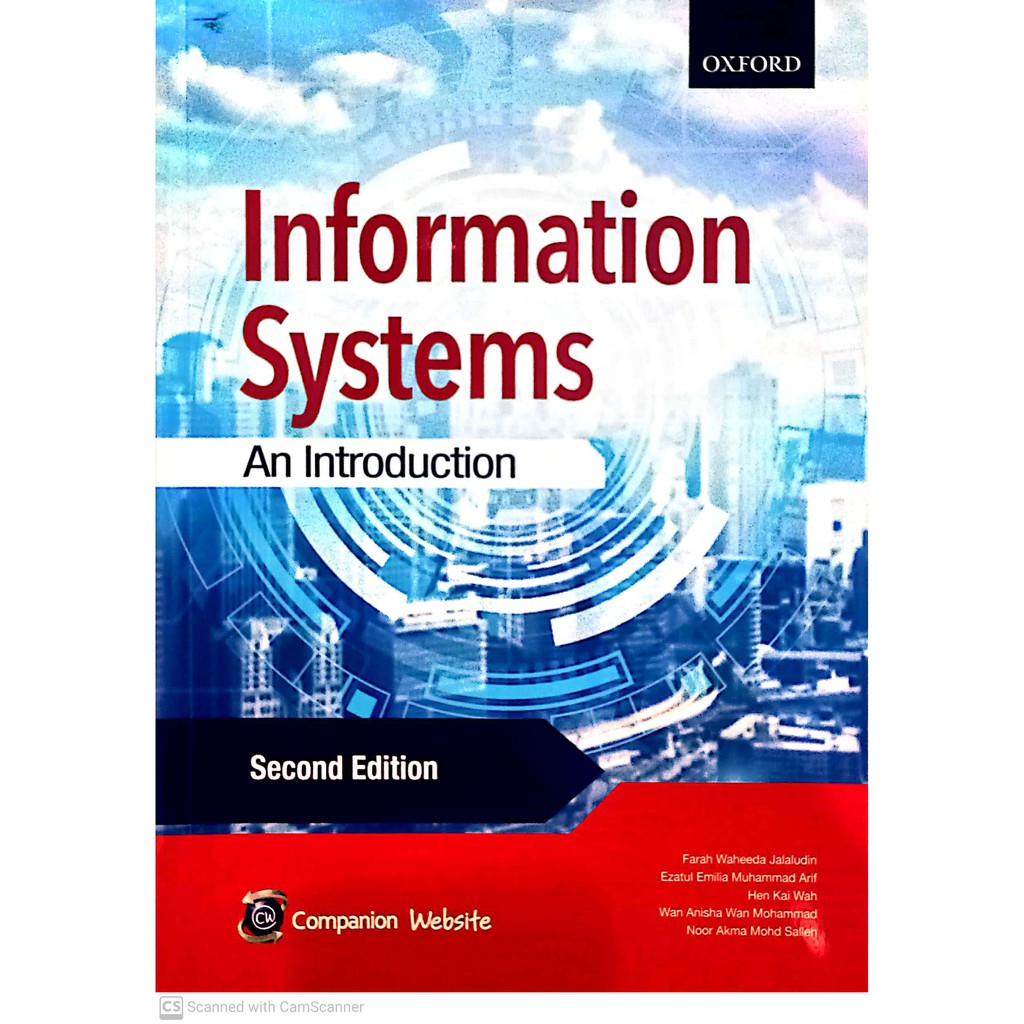 OXFORD
Information
Systems
An Introduction
Second Edition
Farah Waheeda Jalaludin
Ezatul Emilia Muhammad Arif
Hen Kai Wah
Wan Anisha Wan Mohammad
Noor Akma Mohd Salleh
CW Companion Website
CS Scanned with CamScanner